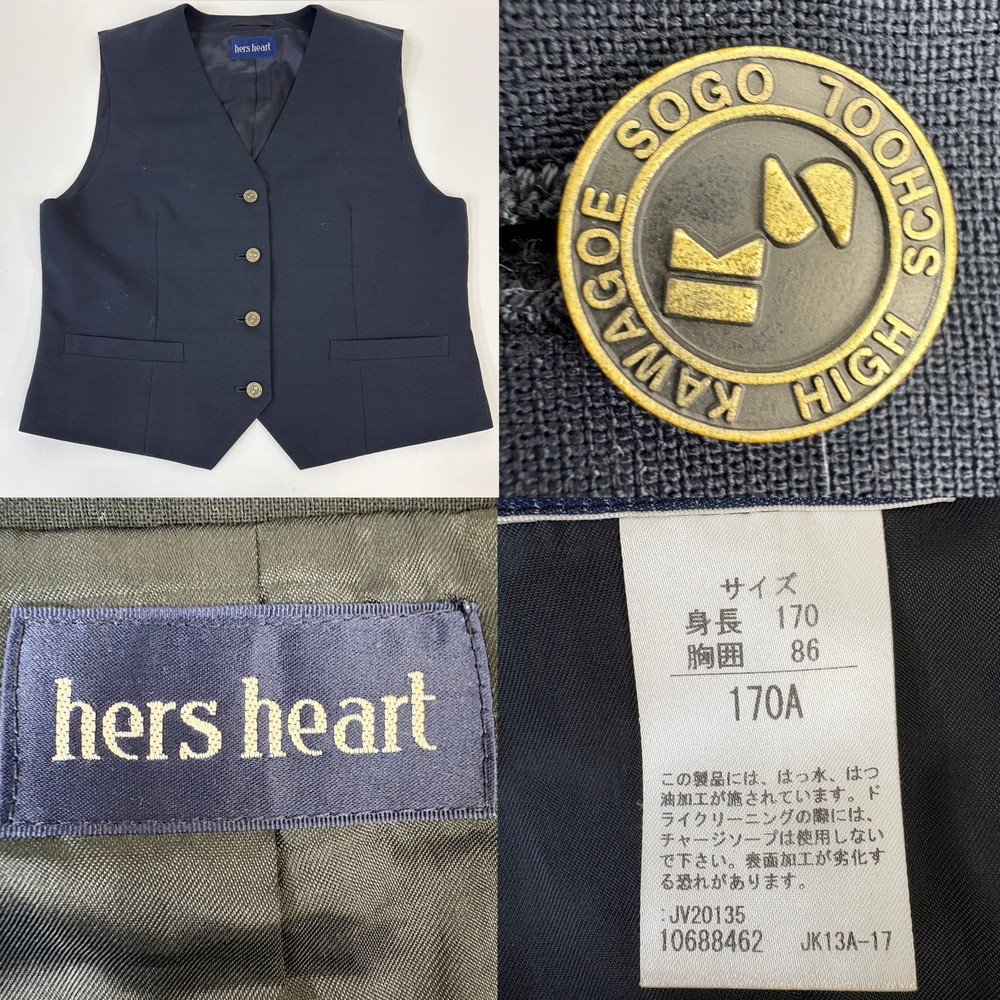 hers heart
KAWAGOE SOGO HIGH SCHOOL
KS
hers heart
サイズ
身長 170
胸囲 86
170A
この製品には、はっ水、はつ
油加工が施されています。ド
ライクリーニングの際には、
チャージソープは使用しない
で下さい。表面加工が劣化す
る恐れがあります。
:JV20135
10688462 JK13A-17